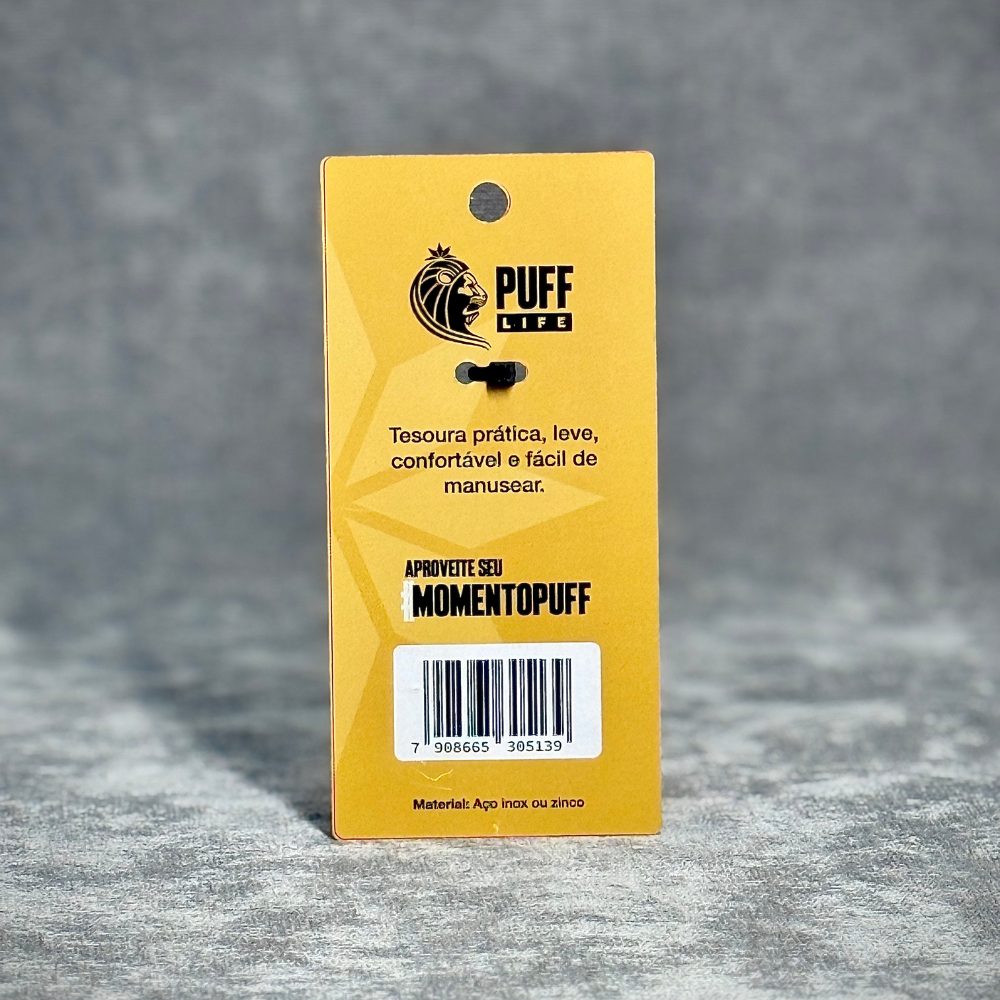 PUFF
LIFE
Tesoura prática, leve,
confortável e fácil de
manusear.
APROVEITE SEU
#MOMENTOPUFF
7 908665 305139
Material: Aço inox ou zinco